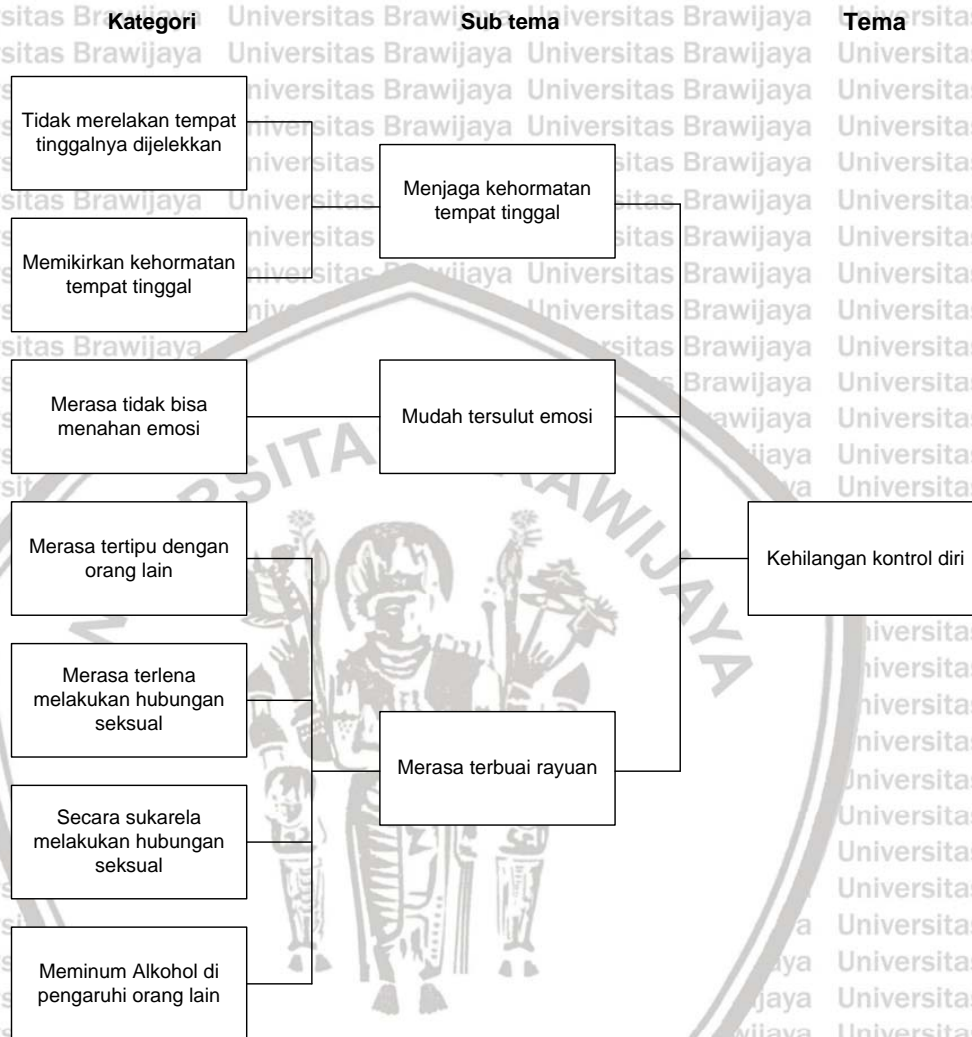 Kategori
Sub tema
Tema
Tidak merelakan tempat
tinggalnya dijelekkan
Memikirkan kehormatan
tempat tinggal
Merasa tidak bisa
menahan emosi
Merasa tertipu dengan
orang lain
Merasa terlena
melakukan hubungan
seksual
Secara sukarela
melakukan hubungan
seksual
Meminum Alkohol di
pengaruhi orang lain
Menjaga kehormatan
tempat tinggal
Mudah tersulut emosi
Merasa terbuai rayuan
Kehilangan kontrol diri